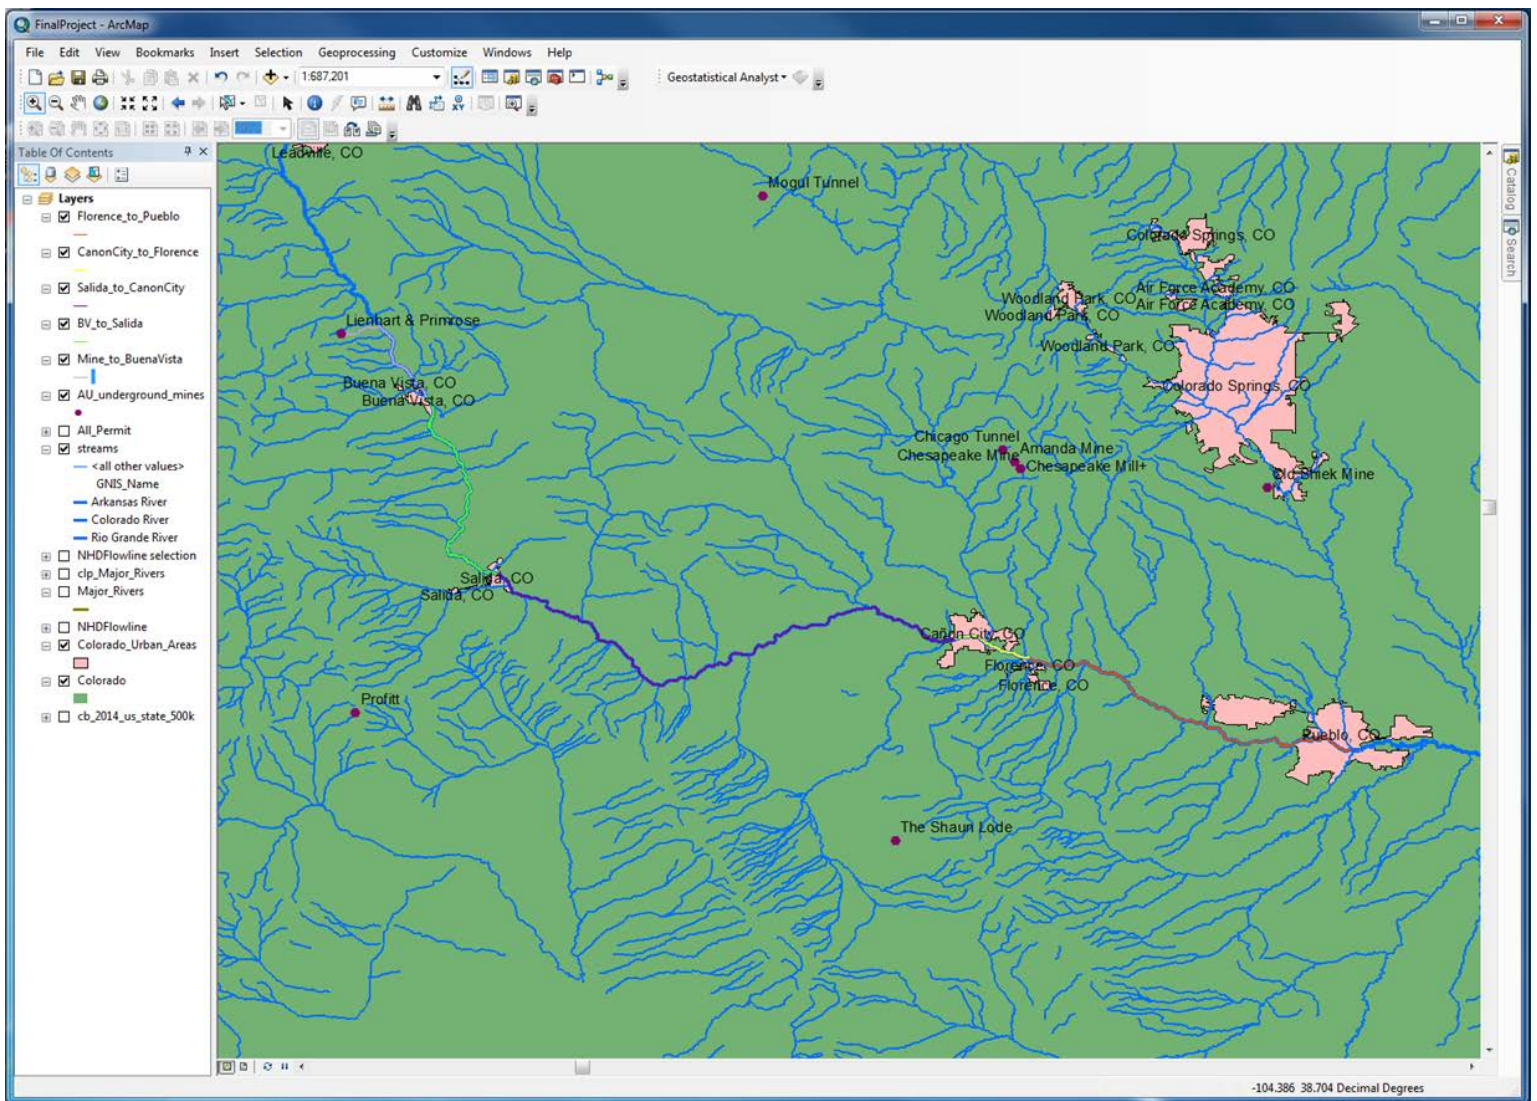 FinalProject - ArcMap
File Edit View Bookmarks Insert Selection Geoprocessing Customize Windows Help
1:687,201
Geostatistical Analyst
Table Of Contents
Layers
Florence_to_Pueblo
CanonCity_to_Florence
Salida_to_CanonCity
BV_to_Salida
Mine_to_BuenaVista
AU_underground_mines
All_Permit
streams
<all other values>
GNIS_Name
Arkansas River
Colorado River
Rio Grande River
NHDFlowline selection
clp_Major_Rivers
Major_Rivers
NHDFlowline
Colorado_Urban_Areas
Colorado
cb_2014_us_state_500k
Leadville, CO
Mogul Tunnel
Colorado Springs, CO
Air Force Academy, CO
Air Force Academy, CO
Woodland Park, CO
Woodland Park, CO
Lienhart & Primrose
Woodland Park, CO
Buena Vista, CO
Buena Vista, CO
Colorado Springs, CO
Chicago Tunnel
Amanda Mine
Chesapeake Mine
Chesapeake Mill+
Old Shiek Mine
Salida, CO
Salida, CO
Cañon City, CO
Florence, CO
Florence, CO
Profitt
Pueblo, CO
The Shaun Lode
Catalog
Search
-104.386 38.704 Decimal Degrees